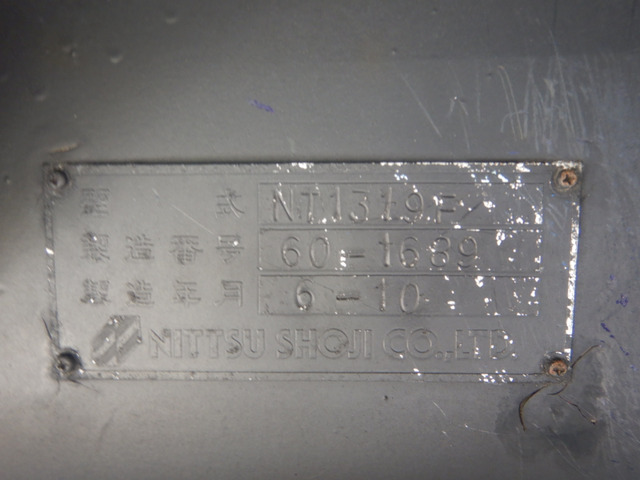 型 式 NT1319F
製造番号 60-1689
製造年月 6-10
NITTSU SHOJI CO.,LTD.